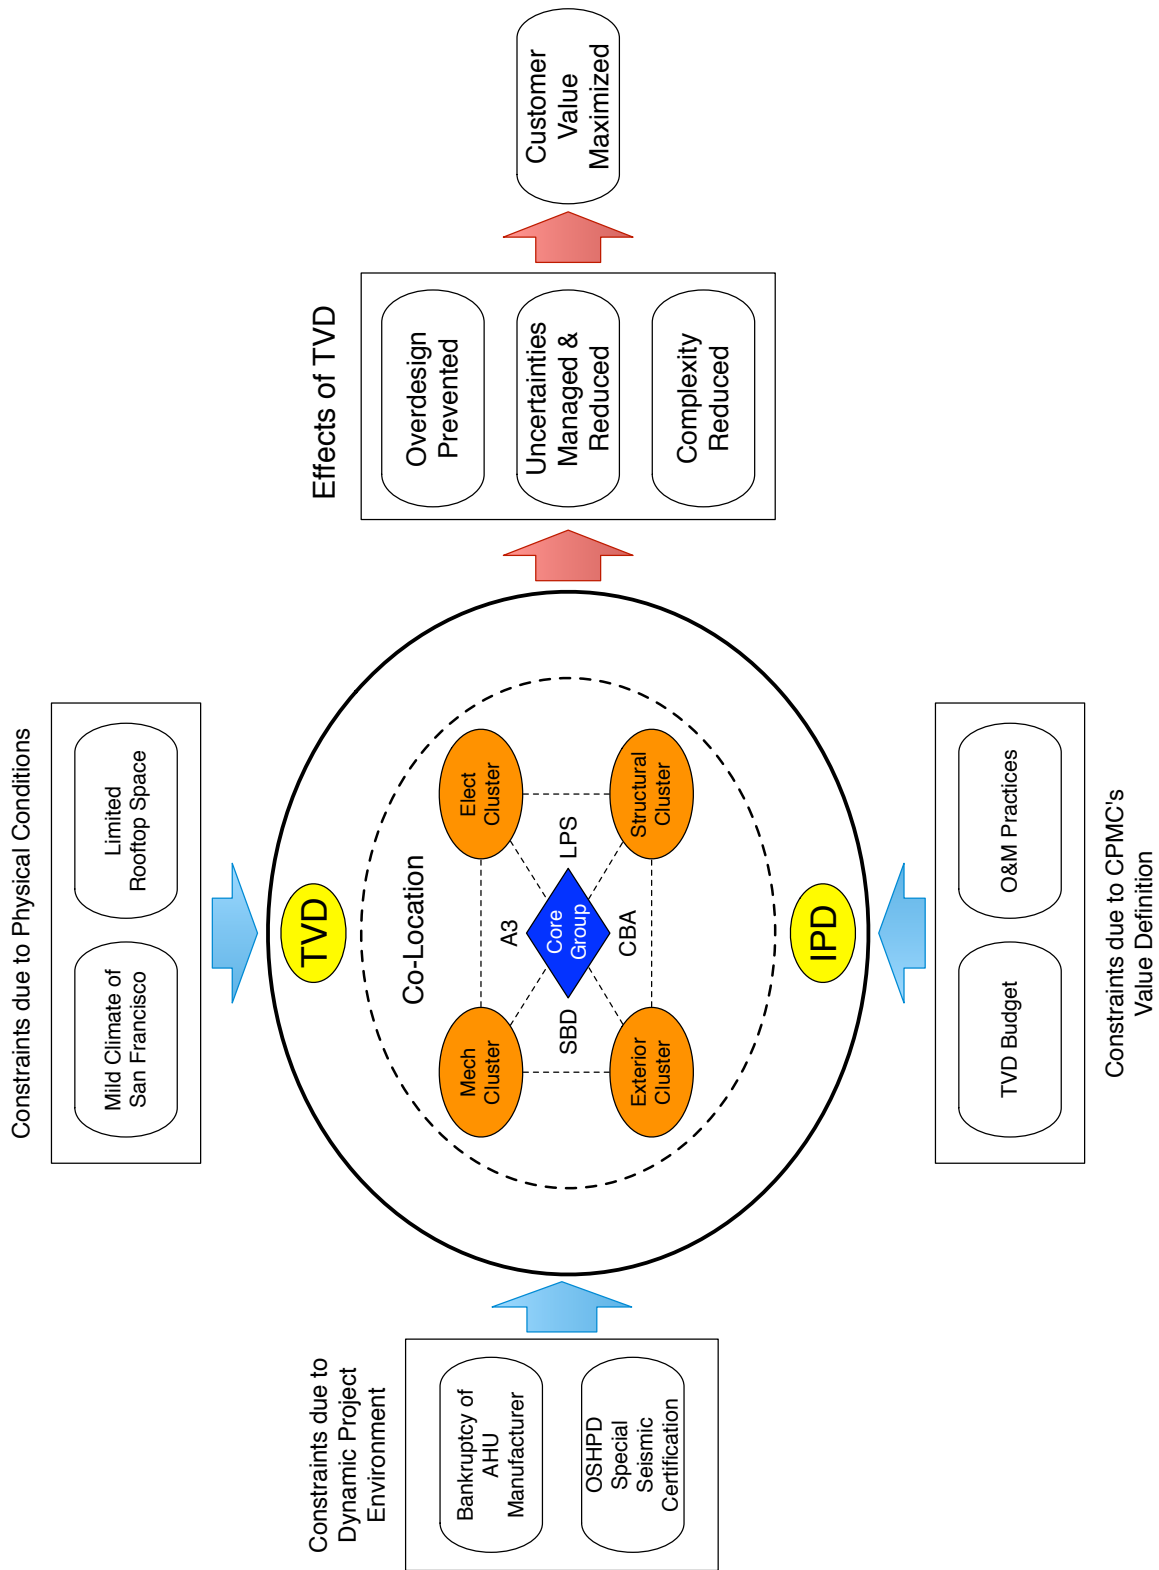 Constraints due to
Dynamic Project
Environment
Bankruptcy of
AHU
Manufacturer
OSHPD
Special
Seismic
Certification
Constraints due to Physical Conditions
Mild Climate of
San Francisco
Limited
Rooftop Space
TVD
Co-Location
Mech
Cluster
Elect
Cluster
A3
SBD
Core
Group
LPS
CBA
Exterior
Cluster
Structural
Cluster
IPD
TVD Budget
O&M Practices
Constraints due to CPMC's
Value Definition
Effects of TVD
Overdesign
Prevented
Uncertainties
Managed &
Reduced
Complexity
Reduced
Customer
Value
Maximized